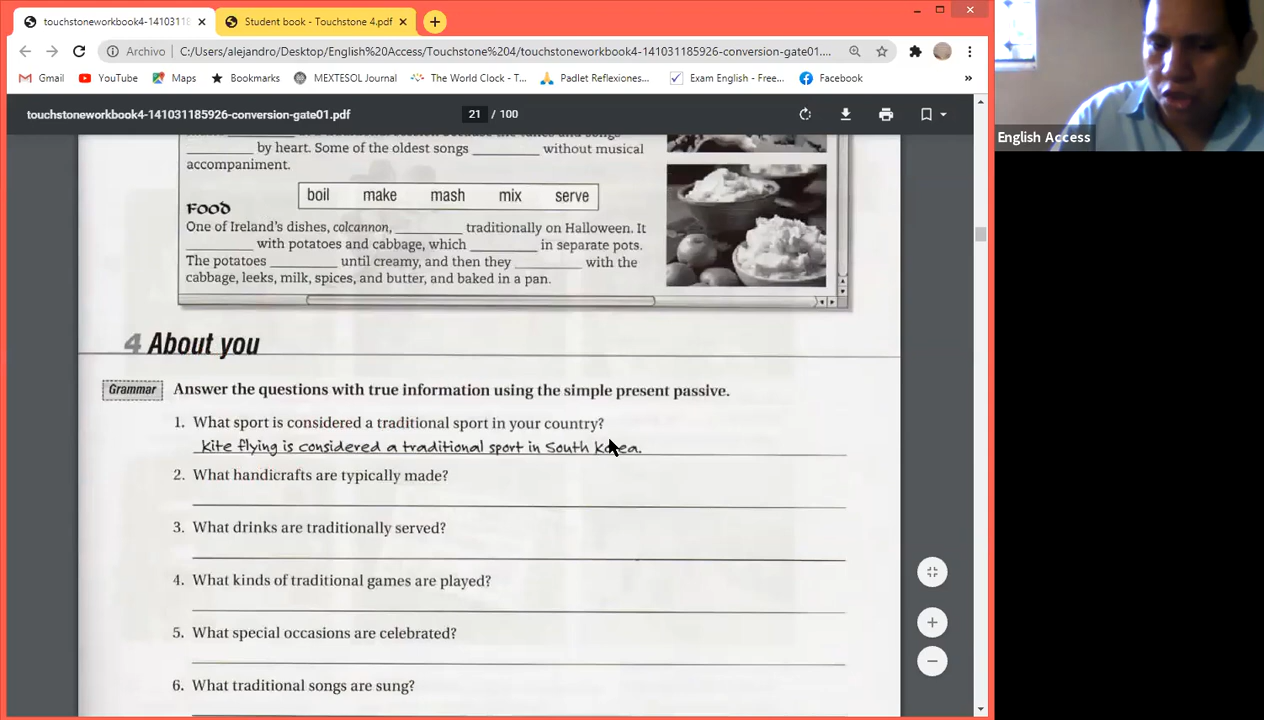 touchstoneworkbook4-1410311185
Student book - Touchstone 4.pdf
Archivo | C:/Users/alejandro/Desktop/English%20Access/Touchstone%204/touchstoneworkbook4-141031185926-conversion-gate01....
Gmail YouTube Maps Bookmarks MEXTESOL Journal The World Clock - T... Padlet Reflexiones... Exam English - Free... Facebook »
touchstoneworkbook4-141031185926-conversion-gate01.pdf 21 / 100
English Access
by heart. Some of the oldest songs ________ without musical
accompaniment.
boil make mash mix serve
Food
One of Ireland's dishes, colcannon, ________ traditionally on Halloween. It
________ with potatoes and cabbage, which ________ in separate pots.
The potatoes ________ until creamy, and then they ________ with the
cabbage, leeks, milk, spices, and butter, and baked in a pan.
4 About you
Grammar Answer the questions with true information using the simple present passive.
1. What sport is considered a traditional sport in your country?
Kite flying is considered a traditional sport in South Korea.
2. What handicrafts are typically made?
3. What drinks are traditionally served?
4. What kinds of traditional games are played?
5. What special occasions are celebrated?
6. What traditional songs are sung?